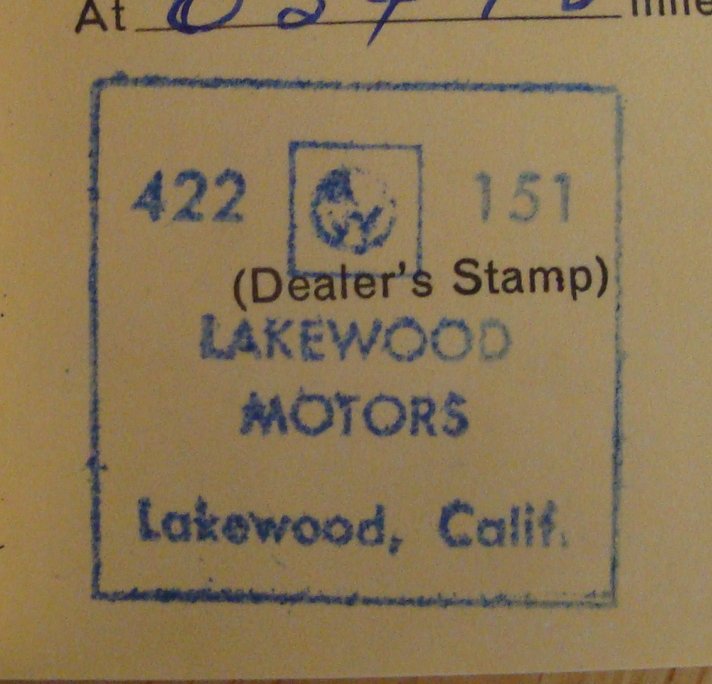 At
422 151
(Dealer's Stamp)
LAKEWOOD
MOTORS
Lakewood, Calif.